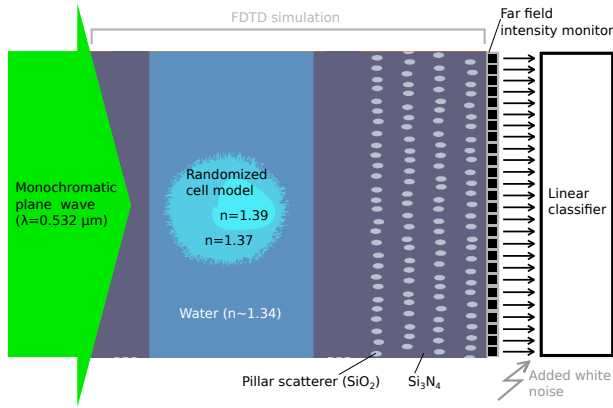 FDTD simulation
Far field
intensity monitor
Monochromatic
plane wave
(λ=0.532 μm)
Randomized
cell model
n=1.39
n=1.37
Water (n~1.34)
Linear
classifier
Pillar scatterer (SiO₂)
Si₃N₄
Added white
noise